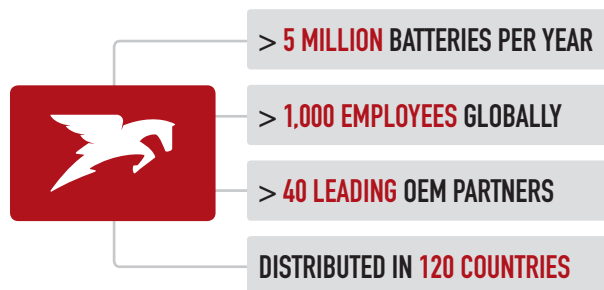 > 5 MILLION BATTERIES PER YEAR
> 1,000 EMPLOYEES GLOBALLY
> 40 LEADING OEM PARTNERS
DISTRIBUTED IN 120 COUNTRIES